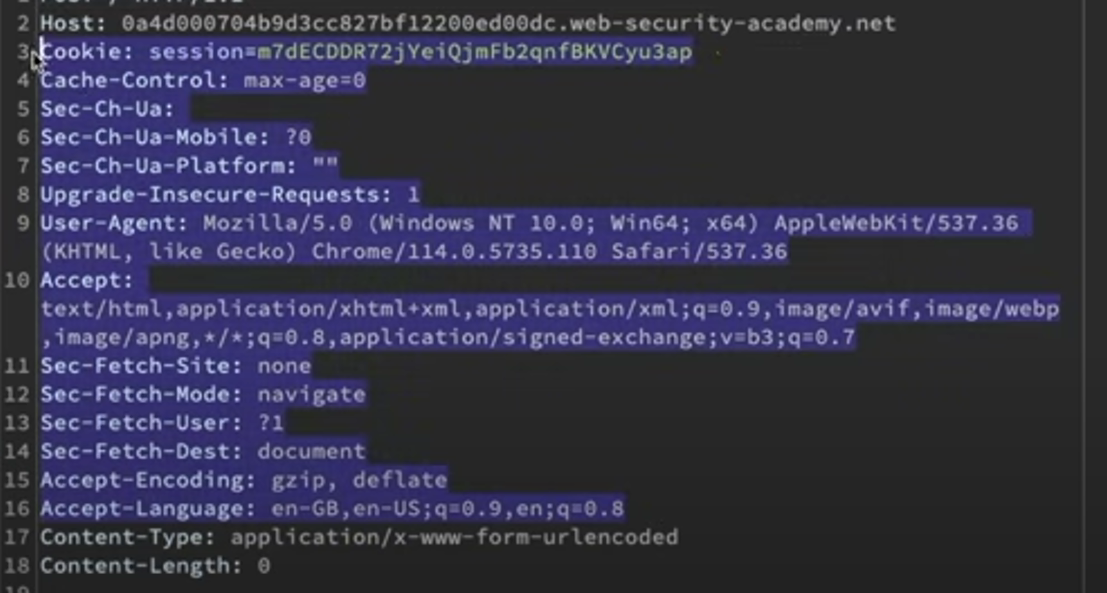 2 Host: 0a4d000704b9d3cc827bf12200ed00dc.web-security-academy.net
3 Cookie: session=m7dECDDR72jYeiQjmFb2qnfBKVCyu3ap
4 Cache-Control: max-age=0
5 Sec-Ch-Ua:
6 Sec-Ch-Ua-Mobile: ?0
7 Sec-Ch-Ua-Platform: ""
8 Upgrade-Insecure-Requests: 1
9 User-Agent: Mozilla/5.0 (Windows NT 10.0; Win64; x64) AppleWebKit/537.36
(KHTML, like Gecko) Chrome/114.0.5735.110 Safari/537.36
10 Accept:
text/html,application/xhtml+xml,application/xml;q=0.9,image/avif,image/webp
,image/apng,*/*;q=0.8,application/signed-exchange;v=b3;q=0.7
11 Sec-Fetch-Site: none
12 Sec-Fetch-Mode: navigate
13 Sec-Fetch-User: ?1
14 Sec-Fetch-Dest: document
15 Accept-Encoding: gzip, deflate
16 Accept-Language: en-GB,en-US;q=0.9,en;q=0.8
17 Content-Type: application/x-www-form-urlencoded
18 Content-Length: 0